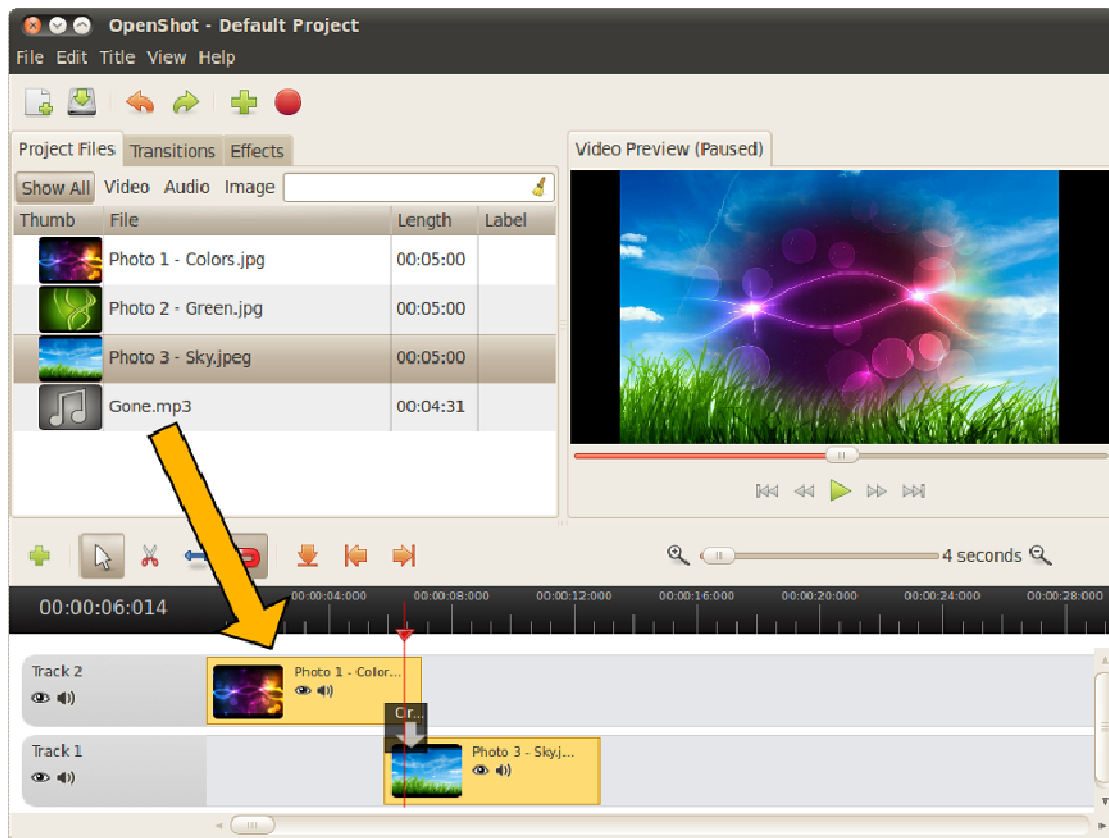 OpenShot - Default Project
File Edit Title View Help
Project Files Transitions Effects
Show All Video Audio Image
Thumb File Length Label
Photo 1 - Colors.jpg 00:05:00
Photo 2 - Green.jpg 00:05:00
Photo 3 - Sky.jpeg 00:05:00
Gone.mp3 00:04:31
Video Preview (Paused)
4 seconds
00:00:06:014
00:00:04:000 00:00:08:000 00:00:12:000 00:00:16:000 00:00:20:000 00:00:24:000 00:00:28:000
Track 2
Photo 1 - Color...
Cir...
Track 1
Photo 3 - Sky.j...